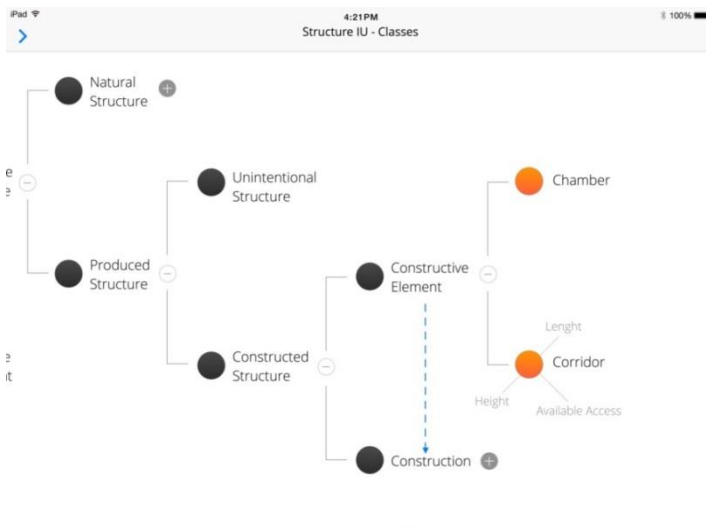 iPad
4:21PM
100%
Structure IU - Classes
Natural
Structure
Unintentional
Structure
Chamber
Produced
Structure
Constructive
Element
Lenght
Constructed
Structure
Corridor
Height
Available Access
Construction